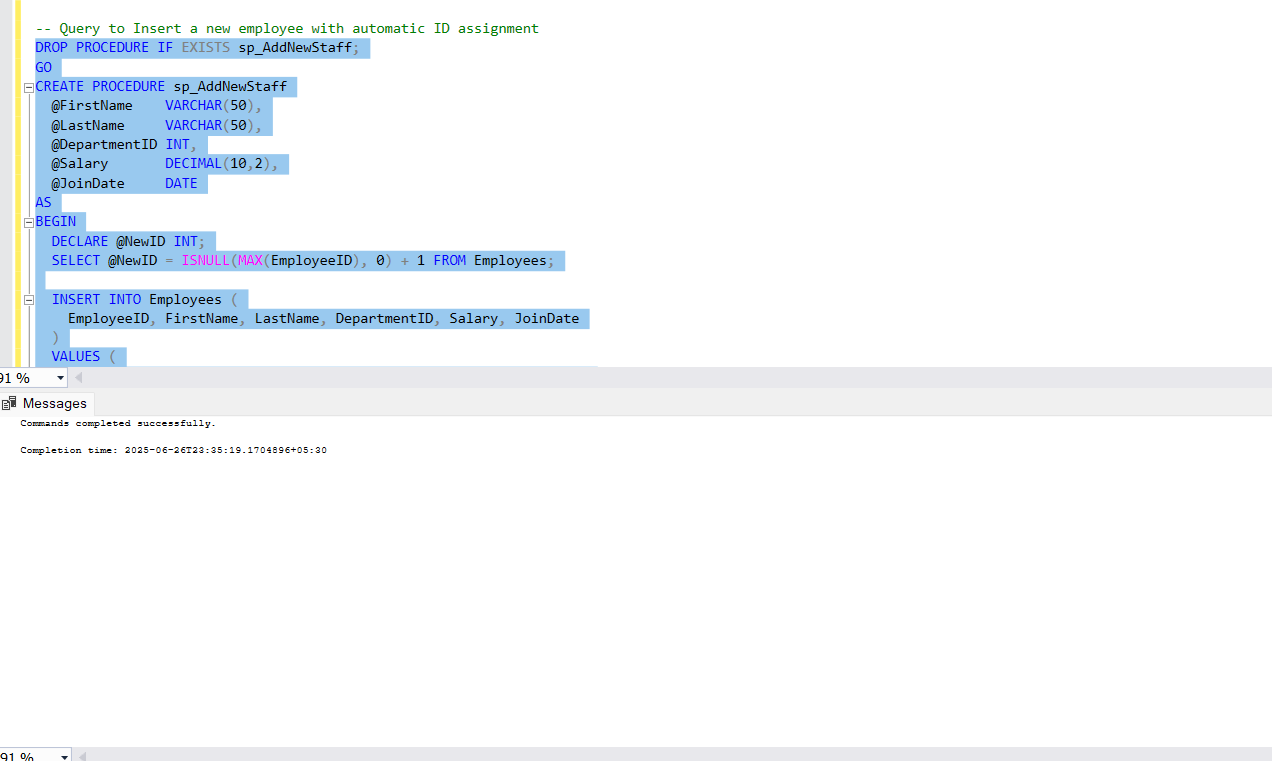 -- Query to Insert a new employee with automatic ID assignment
DROP PROCEDURE IF EXISTS sp_AddNewStaff;
GO
CREATE PROCEDURE sp_AddNewStaff
@FirstName VARCHAR(50),
@LastName VARCHAR(50),
@DepartmentID INT,
@Salary DECIMAL(10,2),
@JoinDate DATE
AS
BEGIN
DECLARE @NewID INT;
SELECT @NewID = ISNULL(MAX(EmployeeID), 0) + 1 FROM Employees;
INSERT INTO Employees (
EmployeeID, FirstName, LastName, DepartmentID, Salary, JoinDate
)
VALUES (
91 %
Messages
Commands completed successfully.
Completion time: 2025-06-26T23:35:19.1704896+05:30
91 %